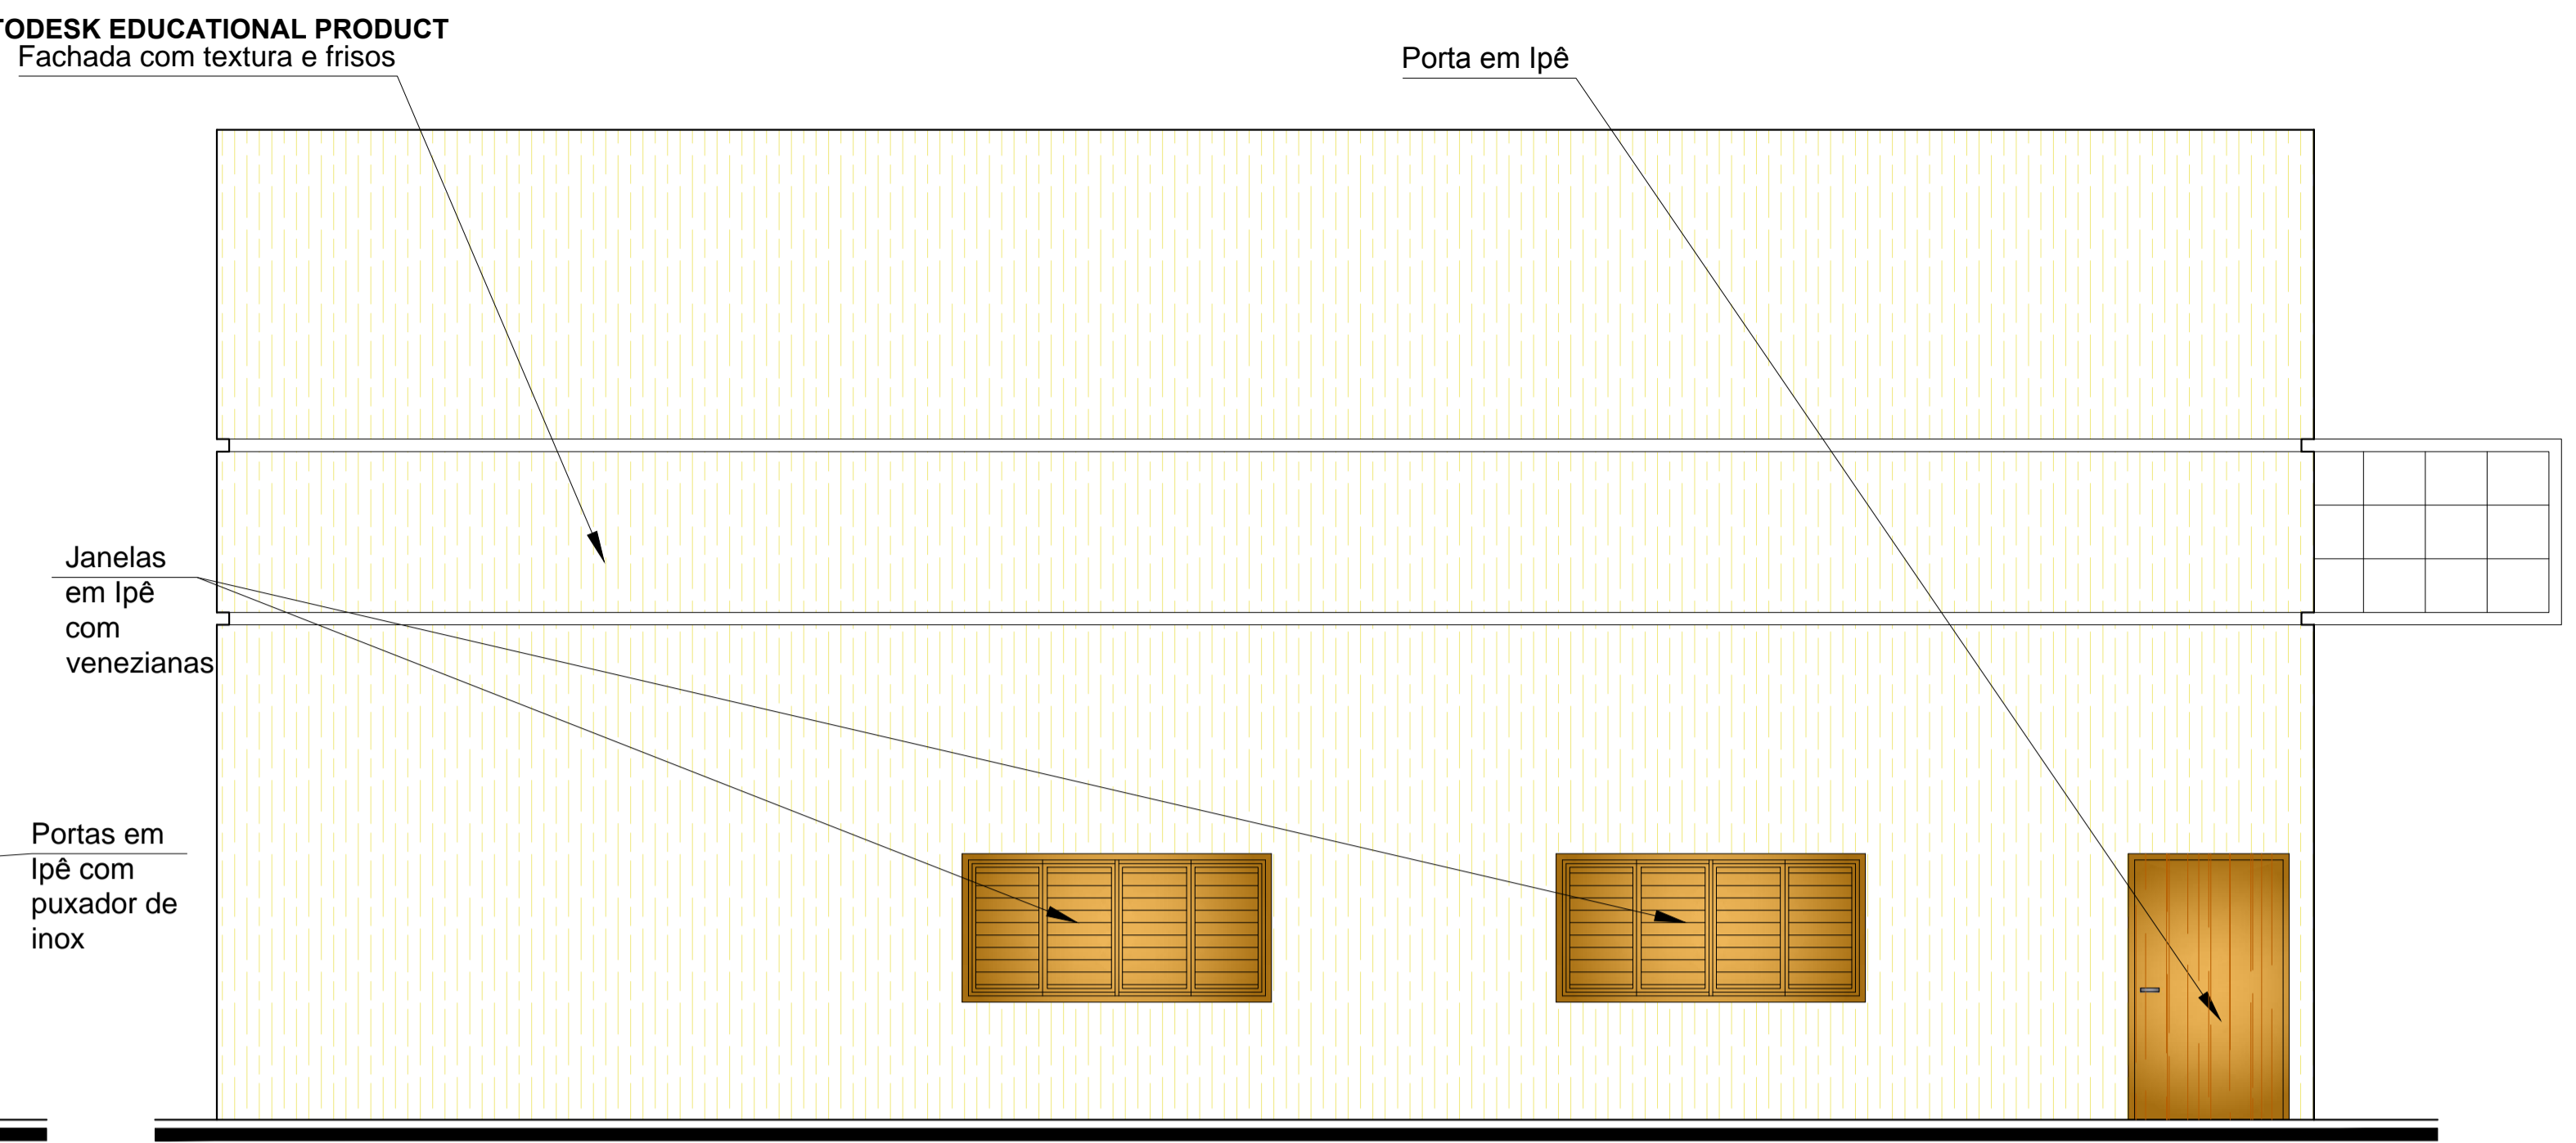 TODESK EDUCATIONAL PRODUCT
Fachada com textura e frisos
Porta em Ipê
Janelas
em Ipê
com
venezianas
Portas em
Ipê com
puxador de
inox